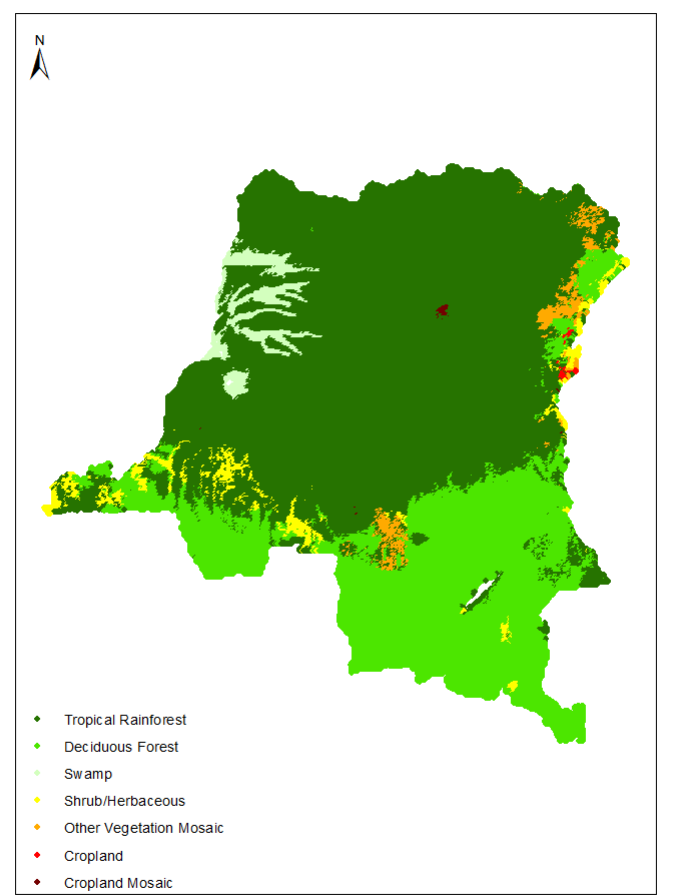 N
Tropical Rainforest
Deciduous Forest
Swamp
Shrub/Herbaceous
Other Vegetation Mosaic
Cropland
Cropland Mosaic